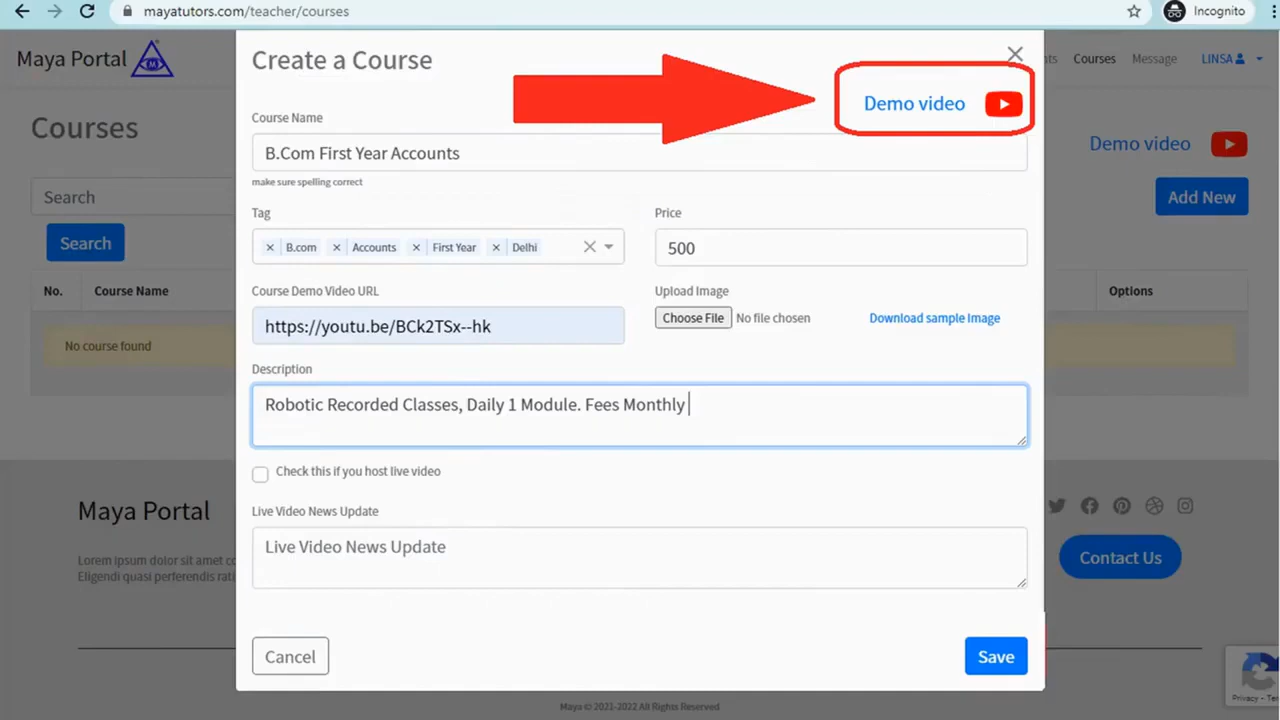 mayatutors.com/teacher/courses
Incognito
Maya Portal
Courses
Message
LINSA
Courses
Demo video
Search
Add New
Search
No.
Course Name
Options
No course found
Create a Course
Demo video
Course Name
B.Com First Year Accounts
make sure spelling correct
Tag
Price
B.com
Accounts
First Year
Delhi
500
Course Demo Video URL
Upload Image
https://youtu.be/BCk2TSx--hk
Choose File No file chosen
Download sample Image
Description
Robotic Recorded Classes, Daily 1 Module. Fees Monthly
Check this if you host live video
Live Video News Update
Live Video News Update
Cancel
Save
Maya Portal
Lorem ipsum dolor sit amet
Eligendi quasi perferendis
Contact Us
Maya © 2021-2022 All Rights Reserved
Privacy